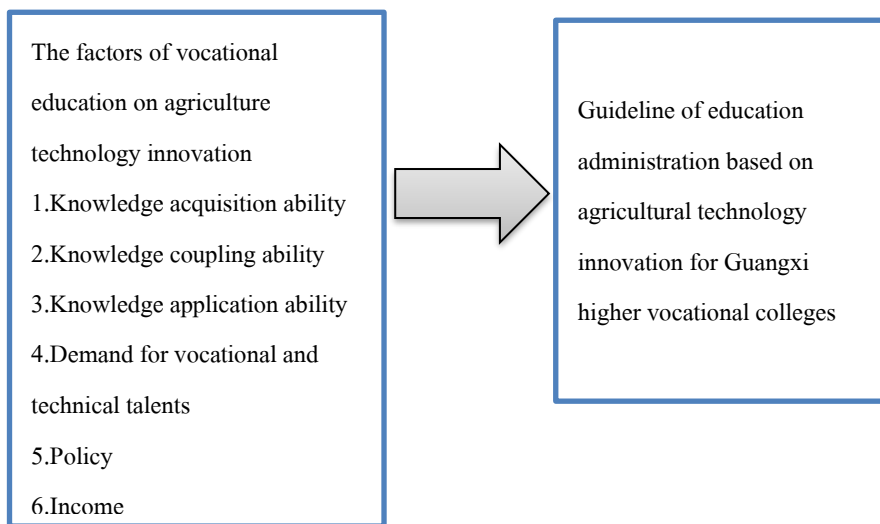 The factors of vocational
education on agriculture
technology innovation
1.Knowledge acquisition ability
2.Knowledge coupling ability
3.Knowledge application ability
4.Demand for vocational and
technical talents
5.Policy
6.Income
Guideline of education
administration based on
agricultural technology
innovation for Guangxi
higher vocational colleges